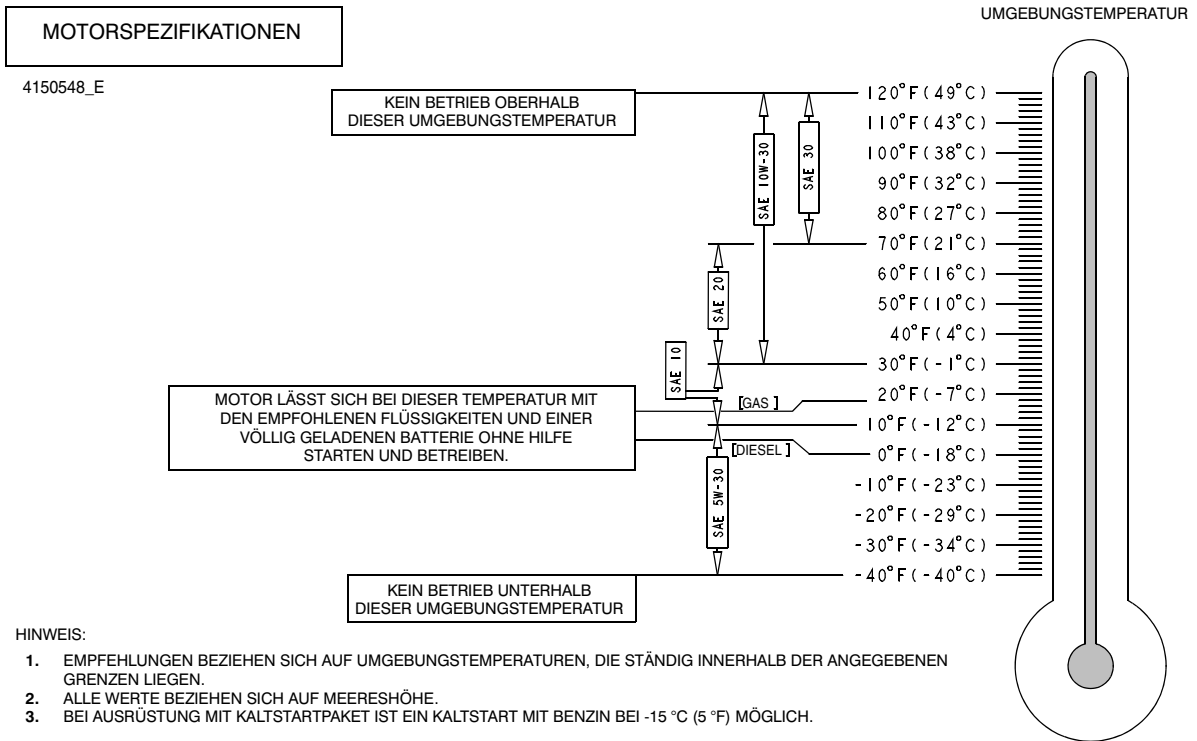 UMGEBUNGSTEMPERATUR
MOTORSPEZIFIKATIONEN
4150548_E
KEIN BETRIEB OBERHALB
DIESER UMGEBUNGSTEMPERATUR
120°F(49°C)
110°F(43°C)
100°F(38°C)
90°F(32°C)
80°F(27°C)
70°F(21°C)
60°F(16°C)
50°F(10°C)
40°F(4°C)
30°F(-1°C)
20°F(-7°C)
10°F(-12°C)
0°F(-18°C)
-10°F(-23°C)
-20°F(-29°C)
-30°F(-34°C)
-40°F(-40°C)
SAE 10W-30
SAE 30
SAE 20
SAE 10
SAE 5W-30
[GAS ]
[DIESEL ]
MOTOR LÄSST SICH BEI DIESER TEMPERATUR MIT
DEN EMPFOHLENEN FLÜSSIGKEITEN UND EINER
VÖLLIG GELADENEN BATTERIE OHNE HILFE
STARTEN UND BETREIBEN.
KEIN BETRIEB UNTERHALB
DIESER UMGEBUNGSTEMPERATUR
HINWEIS:
1. EMPFEHLUNGEN BEZIEHEN SICH AUF UMGEBUNGSTEMPERATUREN, DIE STÄNDIG INNERHALB DER ANGEGEBENEN
GRENZEN LIEGEN.
2. ALLE WERTE BEZIEHEN SICH AUF MEERESHÖHE.
3. BEI AUSRÜSTUNG MIT KALTSTARTPAKET IST EIN KALTSTART MIT BENZIN BEI -15 °C (5 °F) MÖGLICH.